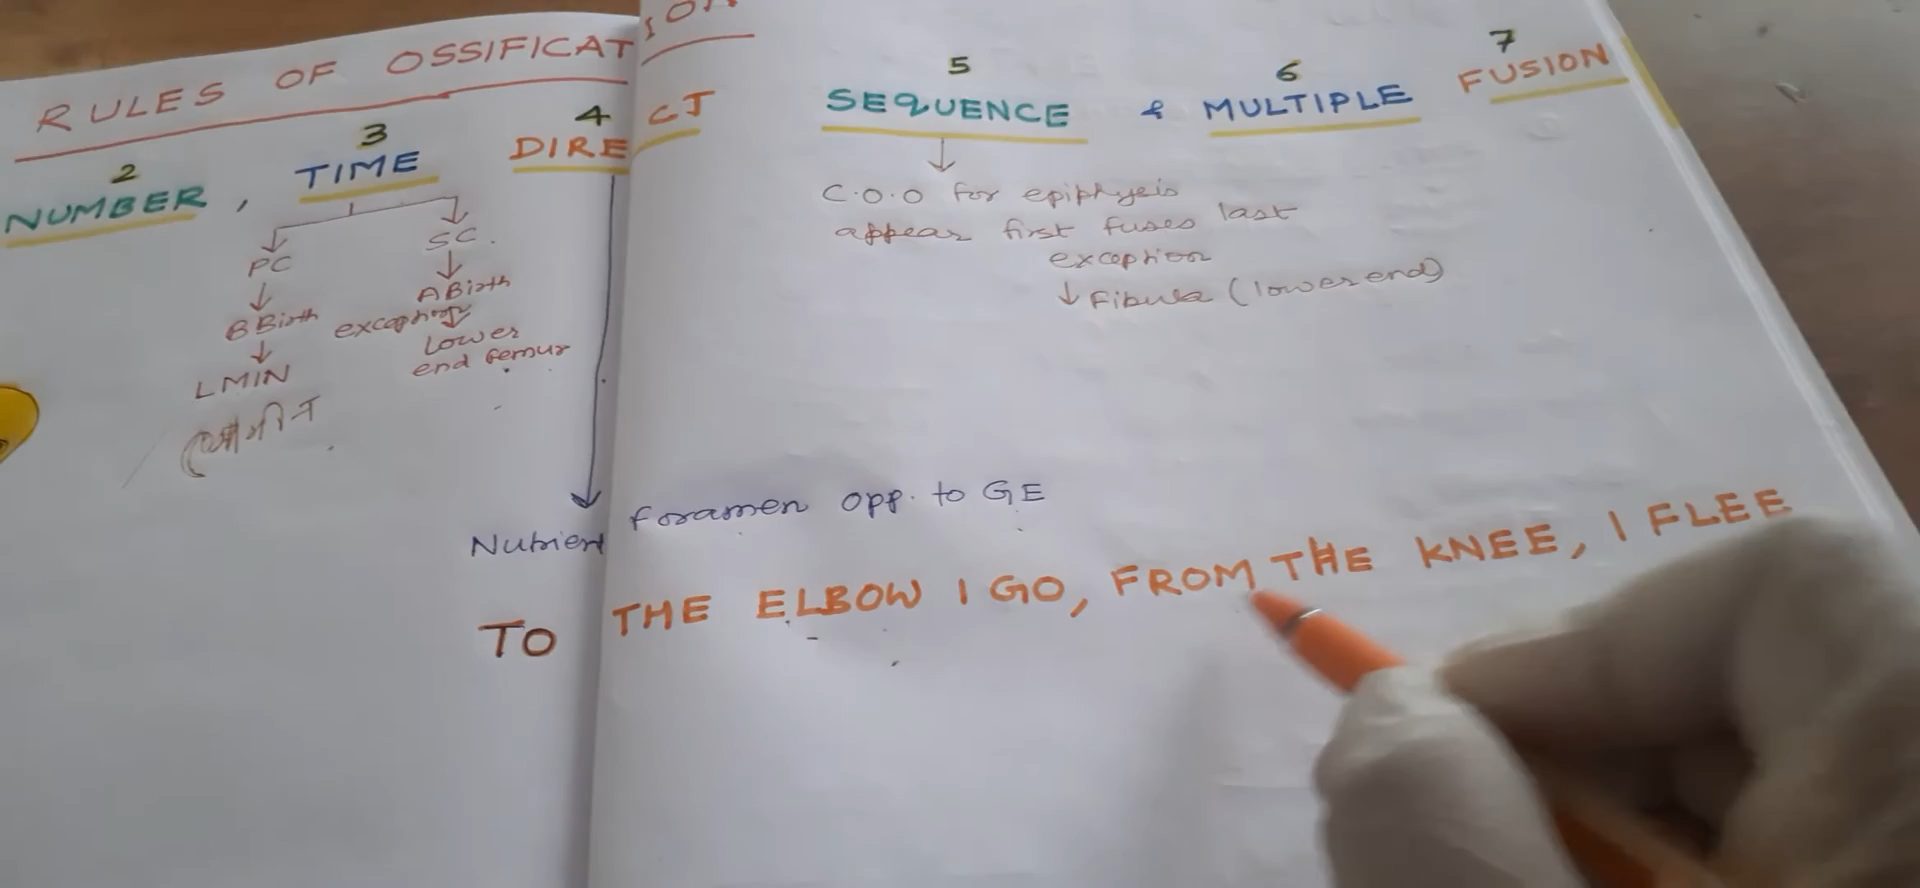 RULES OF OSSIFICATION
2 3 4 5 6 7
NUMBER, TIME DIRECT SEQUENCE & MULTIPLE FUSION
PC SC.
B Birth A Birth
LMIN
exception
Lower
end femur
C.O.O for epiphysis
appear first fuses last
exception
Fibula (lower end)
Nutrient foramen opp. to GE
TO THE ELBOW I GO, FROM THE KNEE, I FLEE